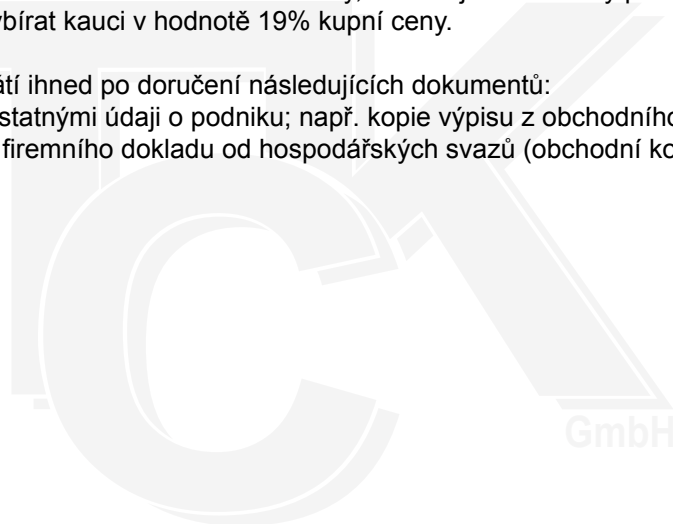 ybírat kauci v hodnotě 19% kupní ceny.
átí ihned po doručení následujících dokumentů:
statnými údaji o podniku; např. kopie výpisu z obchodního
firemního dokladu od hospodářských svazů (obchodní ko
GmbH